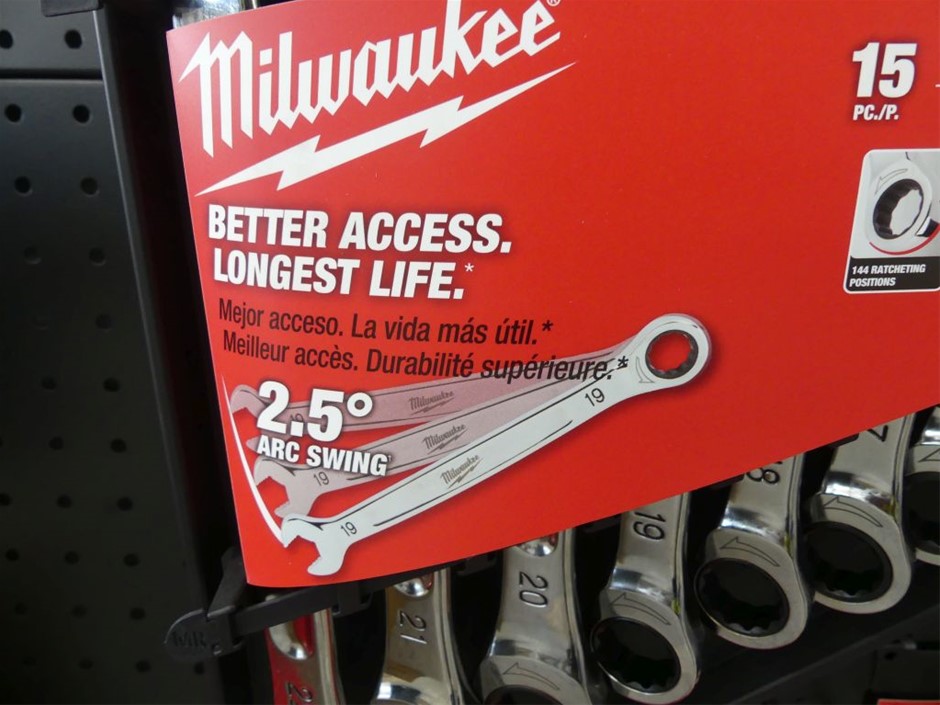 Milwaukee®
15
PC./P.
BETTER ACCESS.
LONGEST LIFE.*
Mejor acceso. La vida más útil.*
Meilleur accès. Durabilité supérieure.*
2.5°
ARC SWING
144 RATCHETING
POSITIONS
Milwaukee
19
Milwaukee
19
Milwaukee
19
19
21
20
19